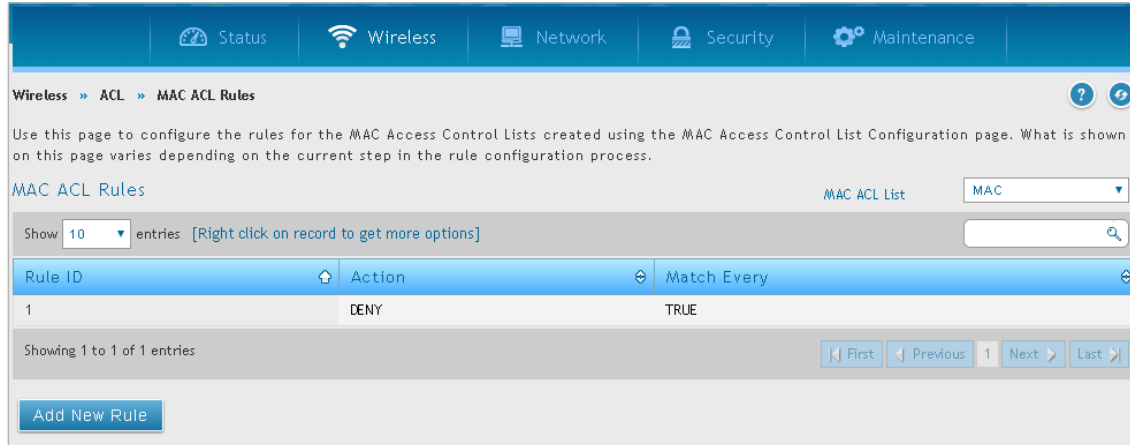 Status Wireless Network Security Maintenance
Wireless » ACL » MAC ACL Rules
?
Use this page to configure the rules for the MAC Access Control Lists created using the MAC Access Control List Configuration page. What is shown
on this page varies depending on the current step in the rule configuration process.
MAC ACL Rules
MAC ACL List MAC
Show 10 entries [Right click on record to get more options]
Rule ID Action Match Every
1 DENY TRUE
Showing 1 to 1 of 1 entries
First Previous 1 Next Last
Add New Rule